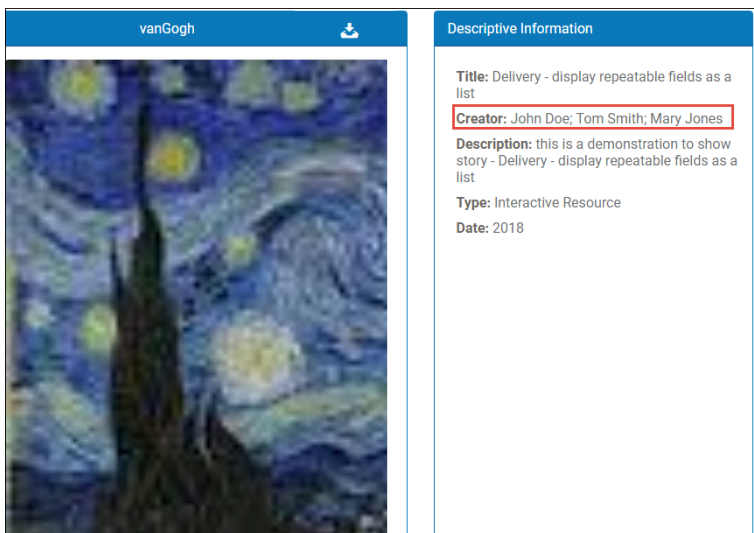 vanGogh
Descriptive Information
Title: Delivery - display repeatable fields as a
list
Creator: John Doe; Tom Smith; Mary Jones
Description: this is a demonstration to show
story - Delivery - display repeatable fields as a
list
Type: Interactive Resource
Date: 2018